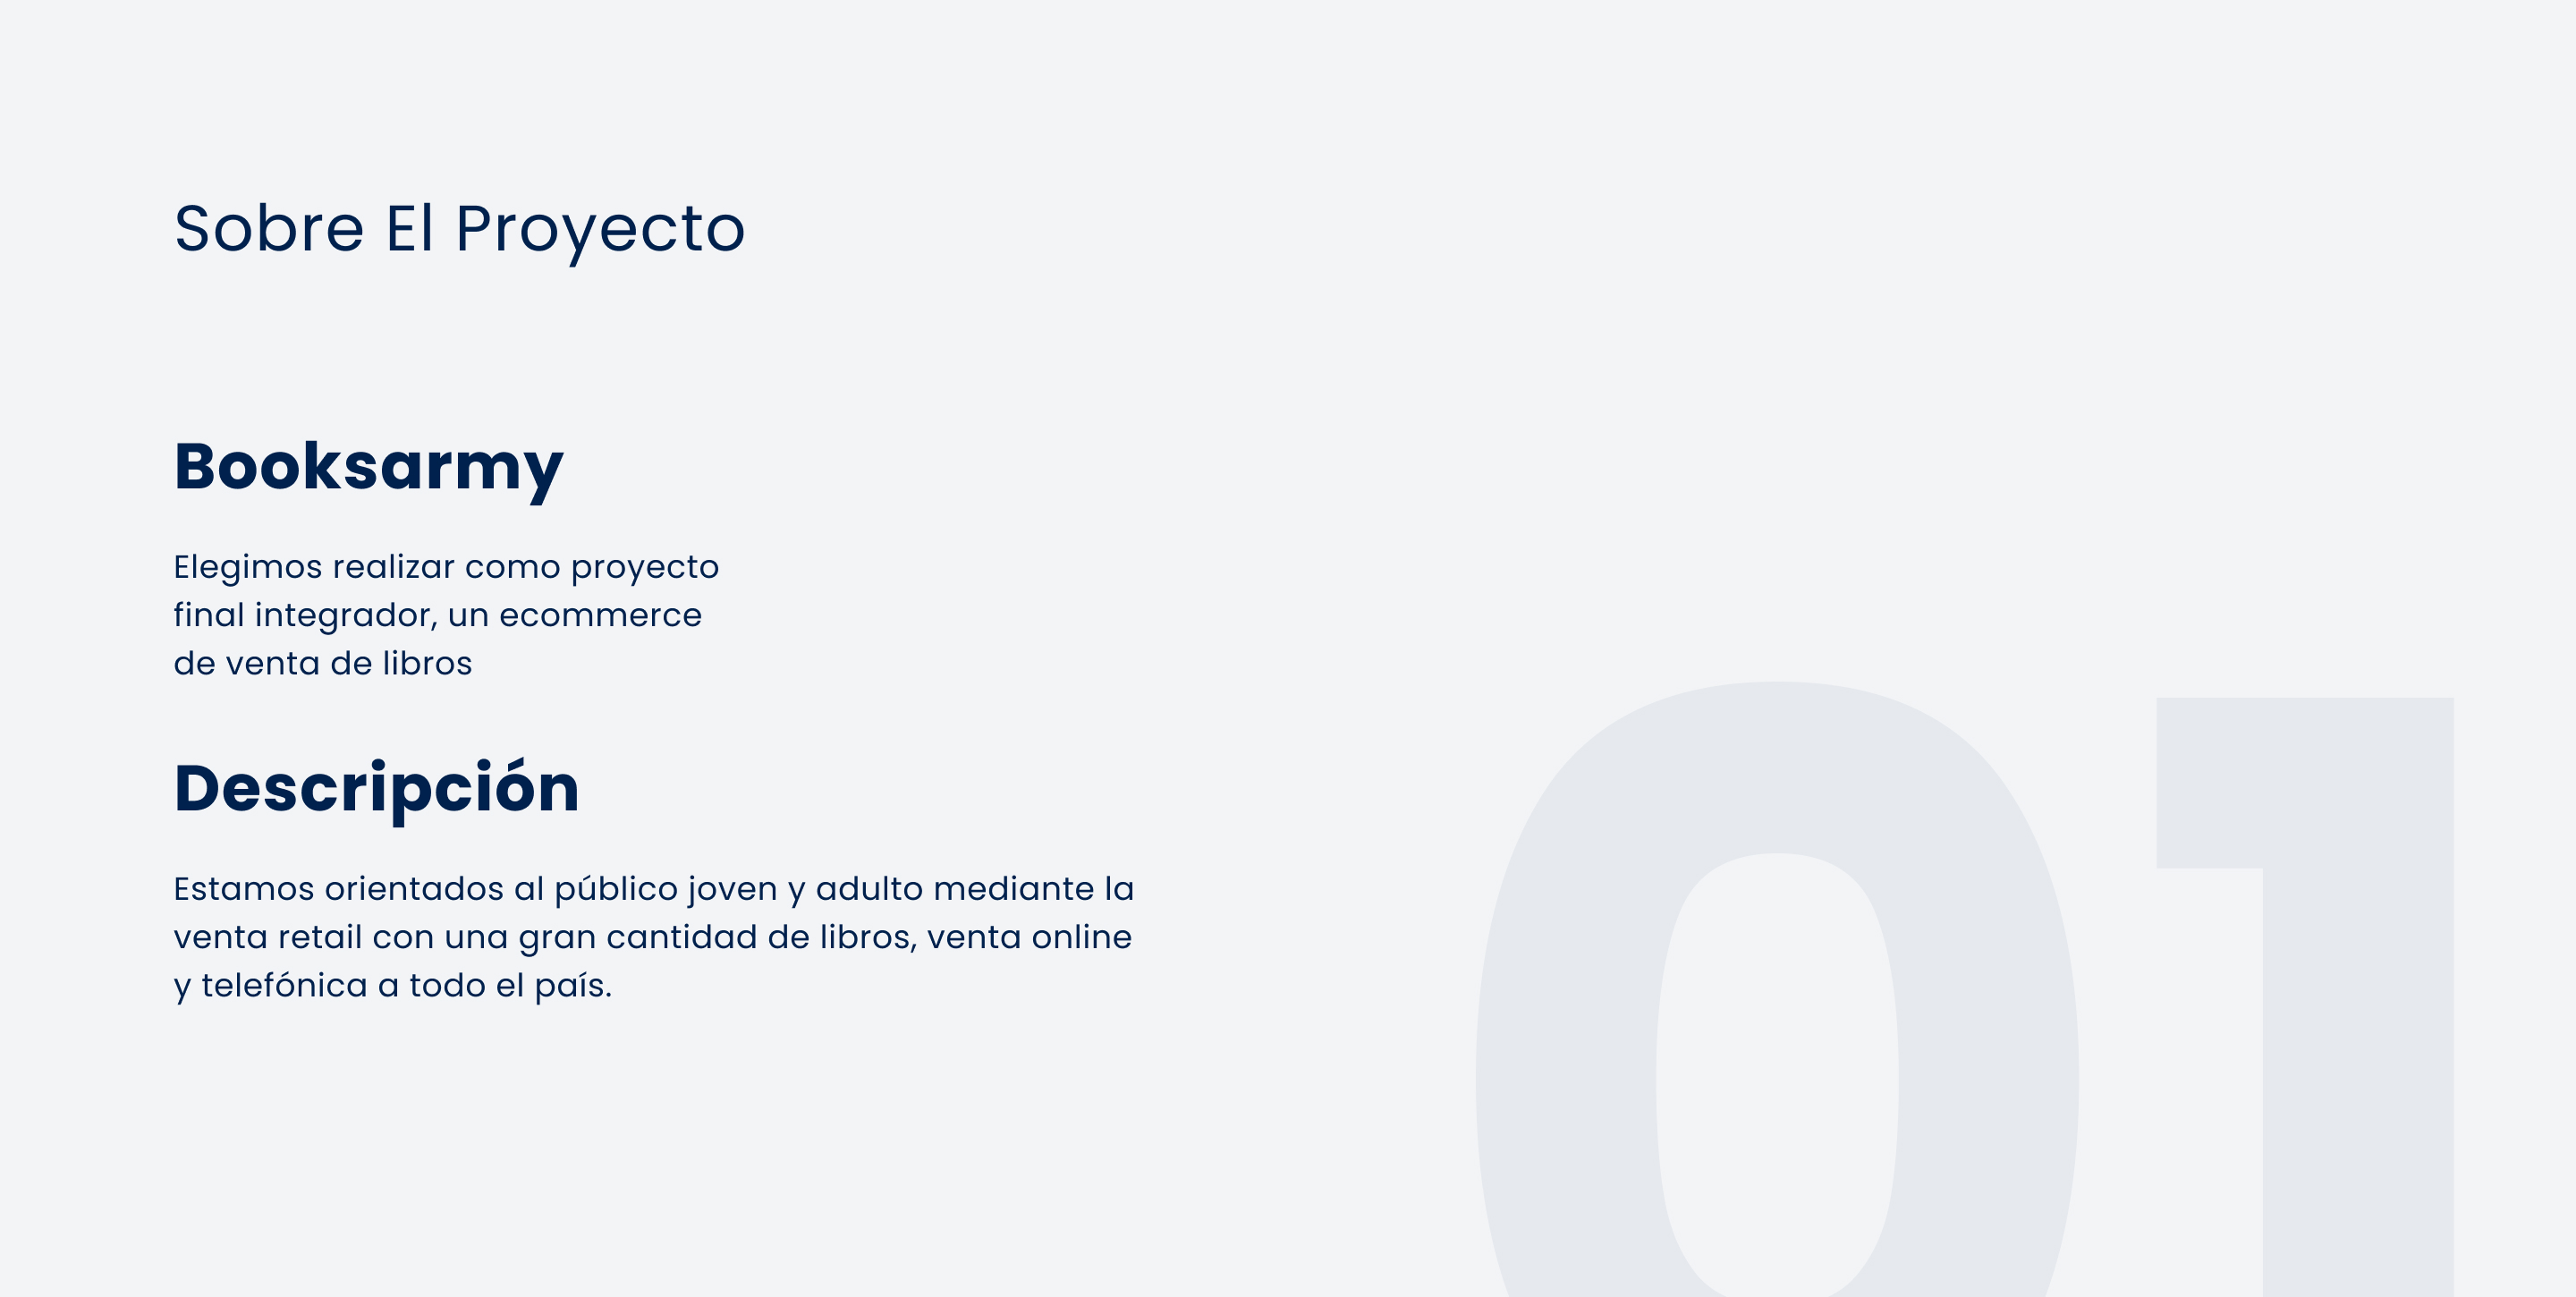 Sobre El Proyecto
Booksarmy
Elegimos realizar como proyecto
final integrador, un ecommerce
de venta de libros
Descripción
Estamos orientados al público joven y adulto mediante la
venta retail con una gran cantidad de libros, venta online
y telefónica a todo el país.
01